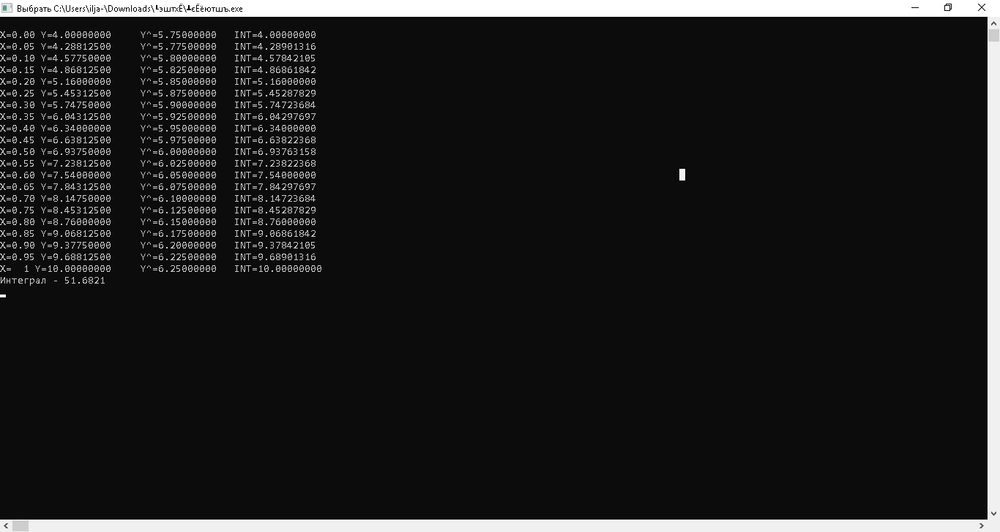 Выбрать C:\Users\ilja-\Downloads\╘эштхЁ\┴єЁёютшъ.exe
X=0.00 Y=4.00000000     Y^=5.75000000   INT=4.00000000
X=0.05 Y=4.28812500     Y^=5.77500000   INT=4.28901316
X=0.10 Y=4.57750000     Y^=5.80000000   INT=4.57842105
X=0.15 Y=4.86812500     Y^=5.82500000   INT=4.86861842
X=0.20 Y=5.16000000     Y^=5.85000000   INT=5.16000000
X=0.25 Y=5.45312500     Y^=5.87500000   INT=5.45287829
X=0.30 Y=5.74750000     Y^=5.90000000   INT=5.74723684
X=0.35 Y=6.04312500     Y^=5.92500000   INT=6.04297697
X=0.40 Y=6.34000000     Y^=5.95000000   INT=6.34000000
X=0.45 Y=6.63812500     Y^=5.97500000   INT=6.63822368
X=0.50 Y=6.93750000     Y^=6.00000000   INT=6.93763158
X=0.55 Y=7.23812500     Y^=6.02500000   INT=7.23822368
X=0.60 Y=7.54000000     Y^=6.05000000   INT=7.54000000
X=0.65 Y=7.84312500     Y^=6.07500000   INT=7.84297697
X=0.70 Y=8.14750000     Y^=6.10000000   INT=8.14723684
X=0.75 Y=8.45312500     Y^=6.12500000   INT=8.45287829
X=0.80 Y=8.76000000     Y^=6.15000000   INT=8.76000000
X=0.85 Y=9.06812500     Y^=6.17500000   INT=9.06861842
X=0.90 Y=9.37750000     Y^=6.20000000   INT=9.37842105
X=0.95 Y=9.68812500     Y^=6.22500000   INT=9.68901316
X=  1 Y=10.00000000     Y^=6.25000000   INT=10.00000000
Интеграл - 51.6821